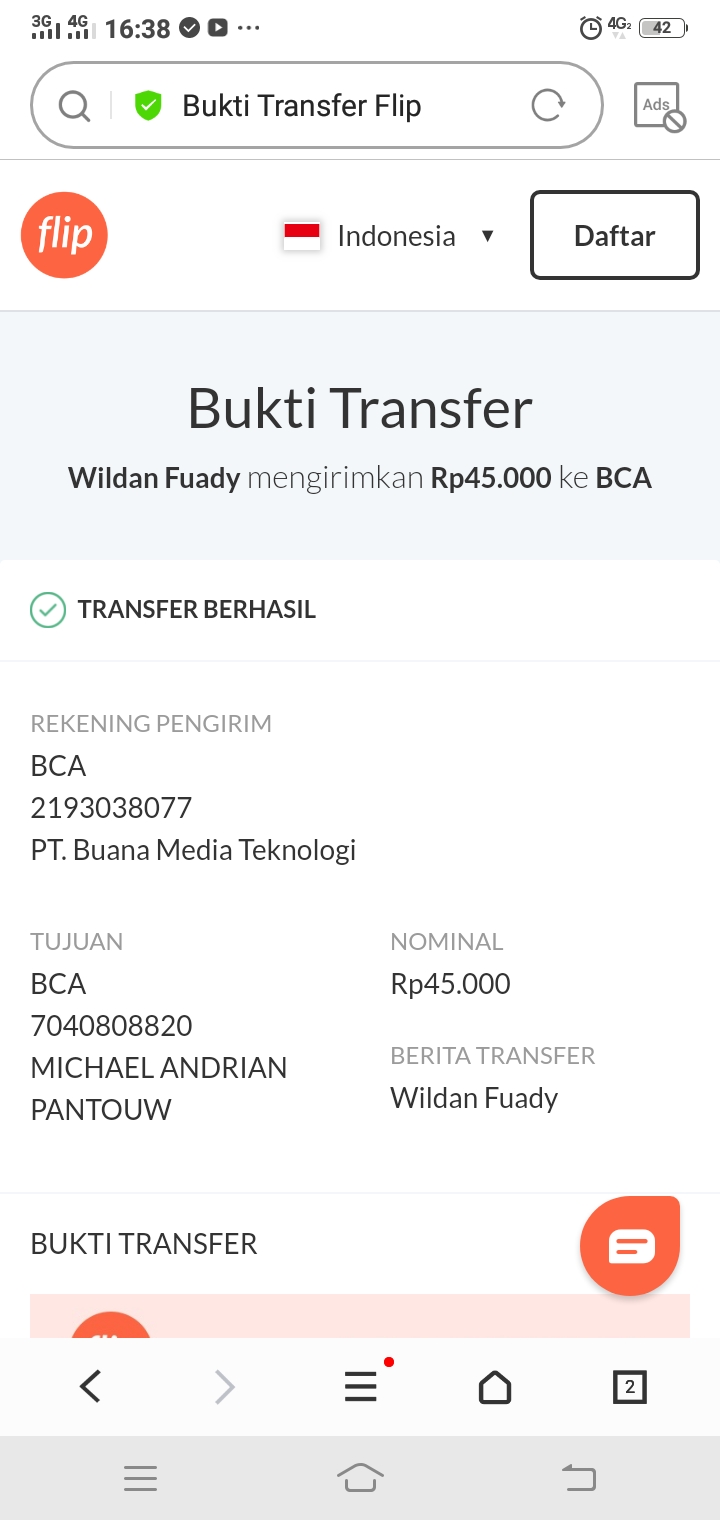 3G 4G 16:38 4G2 42
Bukti Transfer Flip
Ads
flip
Indonesia
Daftar
Bukti Transfer
Wildan Fuady mengirimkan Rp45.000 ke BCA
TRANSFER BERHASIL
REKENING PENGIRIM
BCA
2193038077
PT. Buana Media Teknologi
TUJUAN
BCA
7040808820
MICHAEL ANDRIAN
PANTOUW
NOMINAL
Rp45.000
BERITA TRANSFER
Wildan Fuady
BUKTI TRANSFER
2